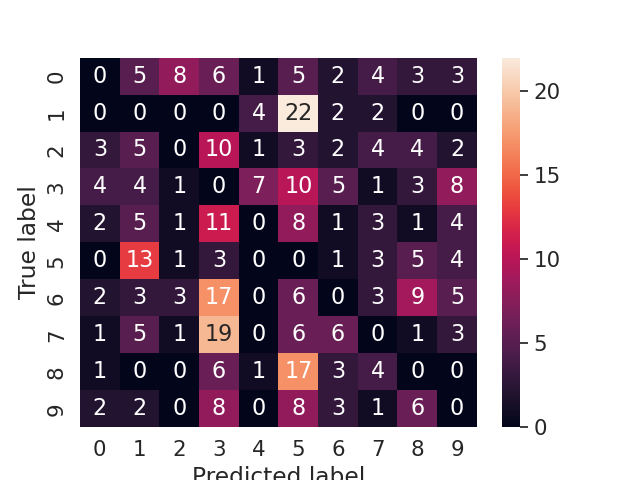 0 0 5 8 6 1 5 2 4 3 3
1 0 0 0 0 4 22 2 2 0 0 20
2 3 5 0 10 1 3 2 4 4 2
3 4 4 1 0 7 10 5 1 3 8 15
4 2 5 1 11 0 8 1 3 1 4
5 0 13 1 3 0 0 1 3 5 4 10
6 2 3 3 17 0 6 0 3 9 5
7 1 5 1 19 0 6 6 0 1 3 5
8 1 0 0 6 1 17 3 4 0 0
9 2 2 0 8 0 8 3 1 6 0 0
0 1 2 3 4 5 6 7 8 9
Predicted label
True label